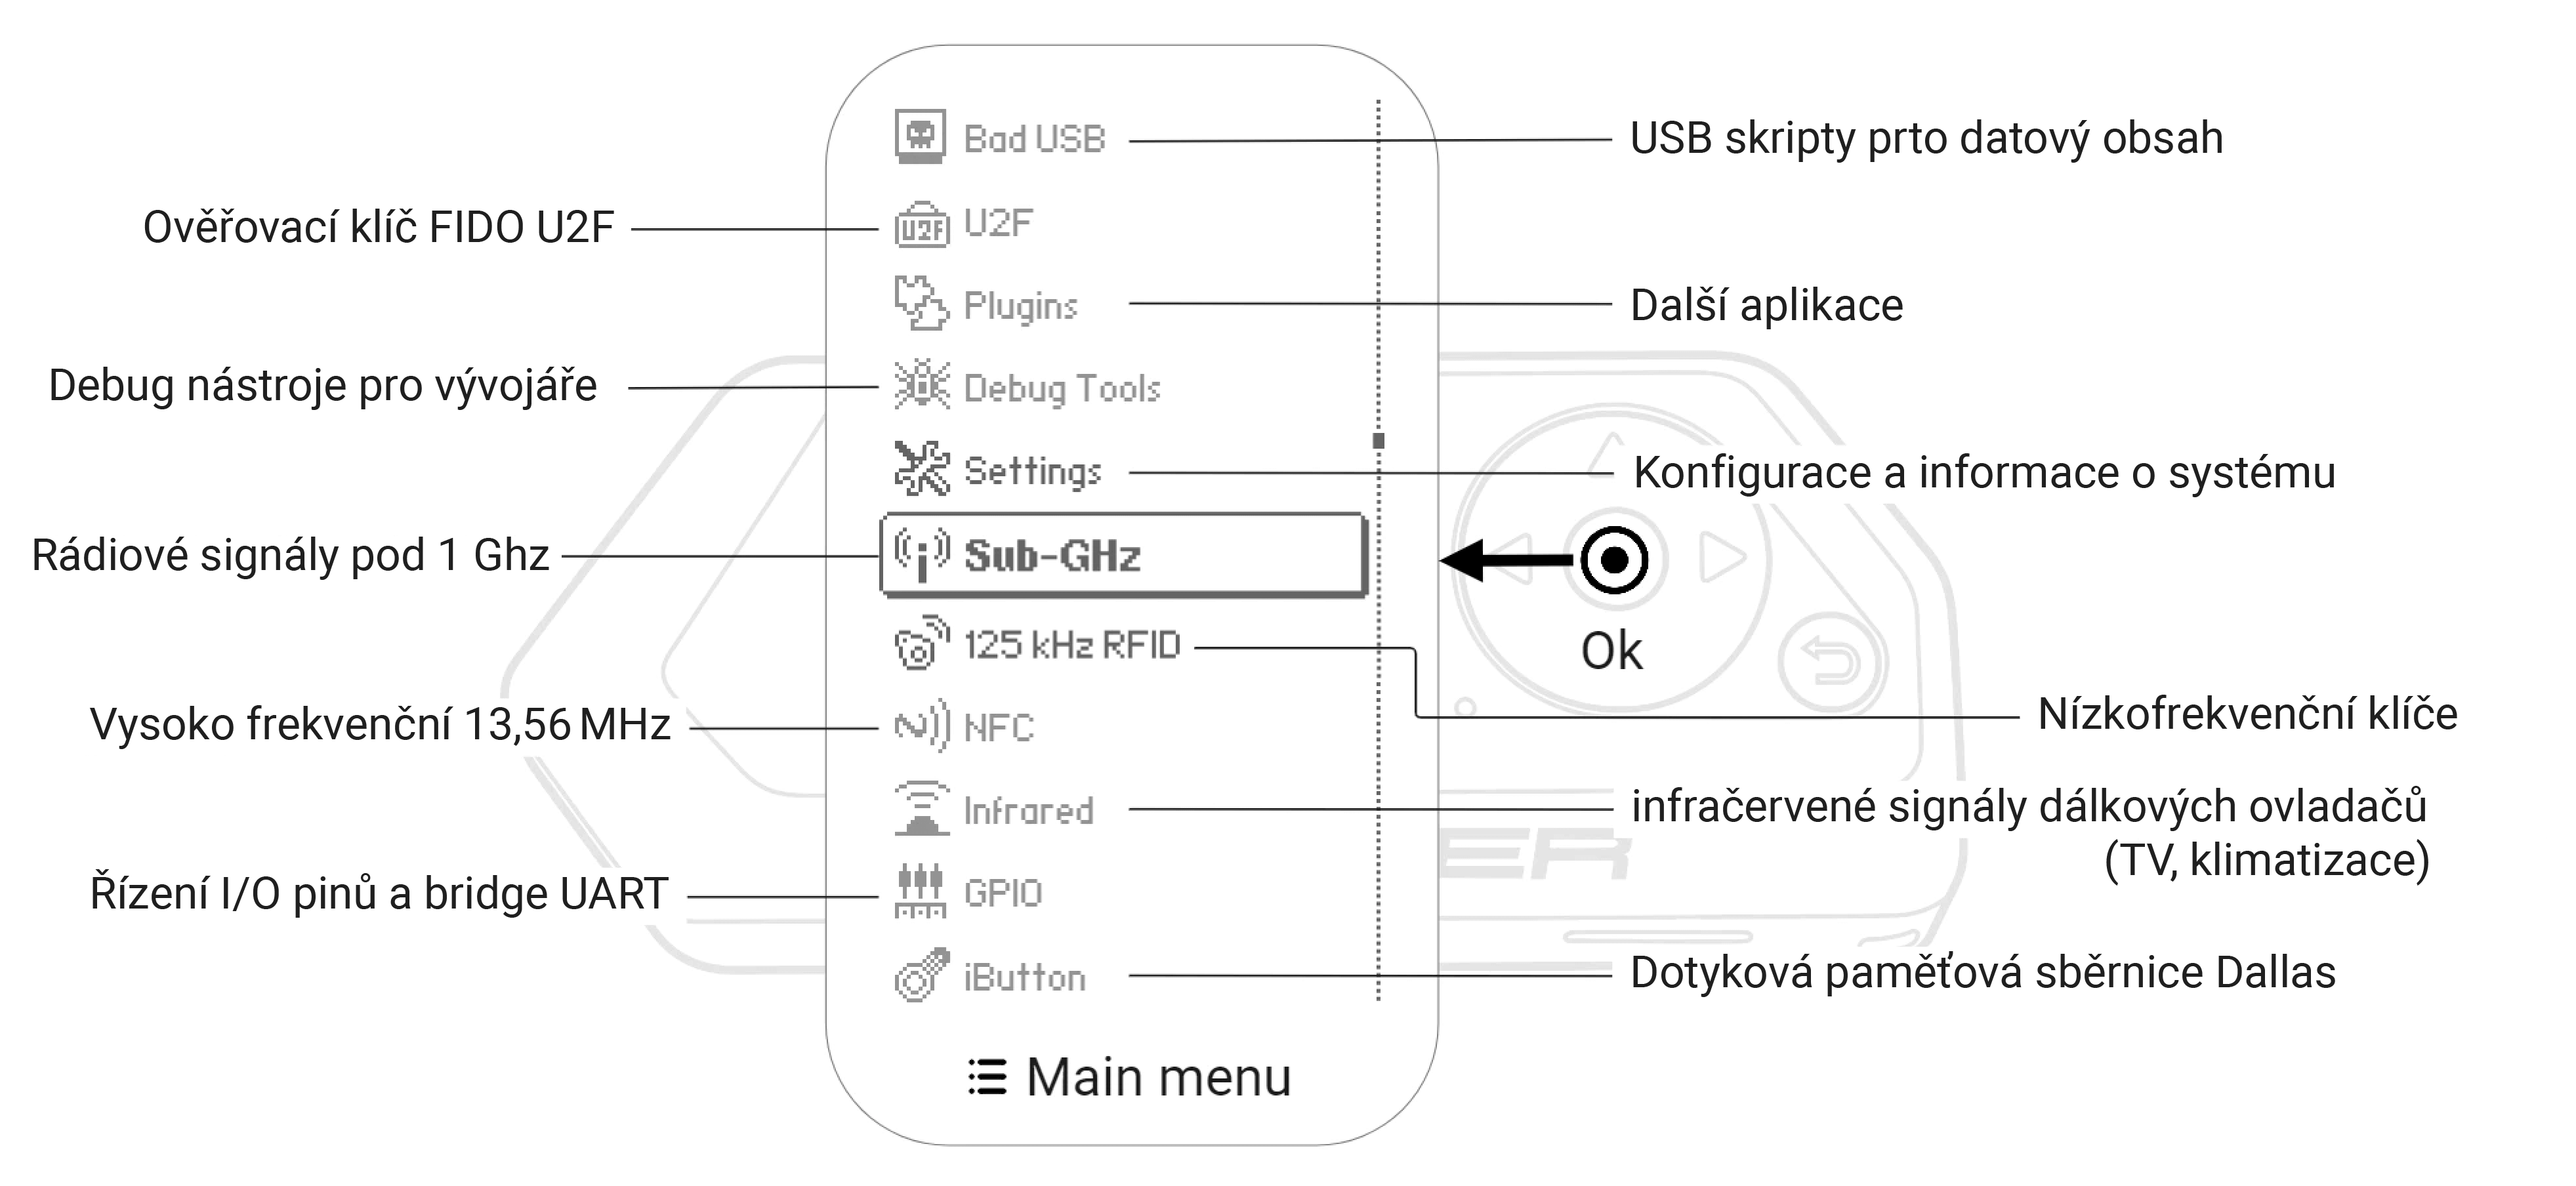 Bad USB
USB skripty prto datový obsah
Ověřovací klíč FIDO U2F
U2F
U2F
Plugins
Další aplikace
Debug nástroje pro vývojáře
Debug Tools
Settings
Konfigurace a informace o systému
Rádiové signály pod 1 Ghz
Sub-GHz
Ok
125 kHz RFID
Nízkofrekvenční klíče
Vysoko frekvenční 13,56 MHz
NFC
Infrared
infračervené signály dálkových ovladačů
(TV, klimatizace)
ER
Řízení I/O pinů a bridge UART
GPIO
iButton
Dotyková paměťová sběrnice Dallas
Main menu